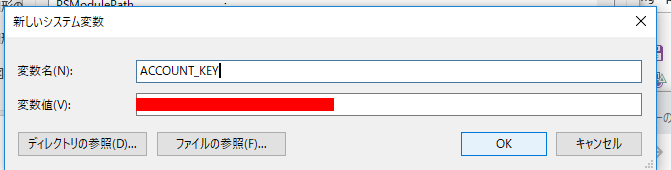 PSModulePath
新しいシステム変数
変数名(N): ACCOUNT_KEY
変数値(V):
ディレクトリの参照(D)... ファイルの参照(F)... OK キャンセル